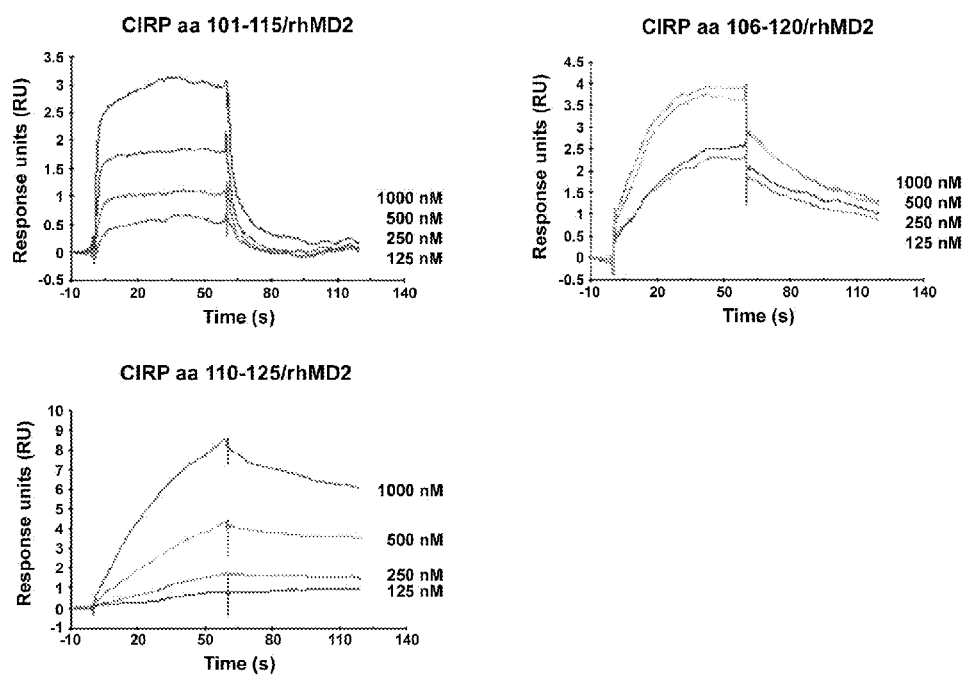 CIRP aa 101-115/rhMD2
Response units (RU)
3.5
3
2.5
2
1.5
1
0.5
0
-0.5
-10
20
50
80
110
140
Time (s)
1000 nM
500 nM
250 nM
125 nM
CIRP aa 106-120/rhMD2
Response units (RU)
4.5
4
3.5
3
2.5
2
1.5
1
0.5
0
-0.5
-10
20
50
80
110
140
Time (s)
1000 nM
500 nM
250 nM
125 nM
CIRP aa 110-125/rhMD2
Response units (RU)
10
9
8
7
6
5
4
3
2
1
0
-1
-10
20
50
80
110
140
Time (s)
1000 nM
500 nM
250 nM
125 nM